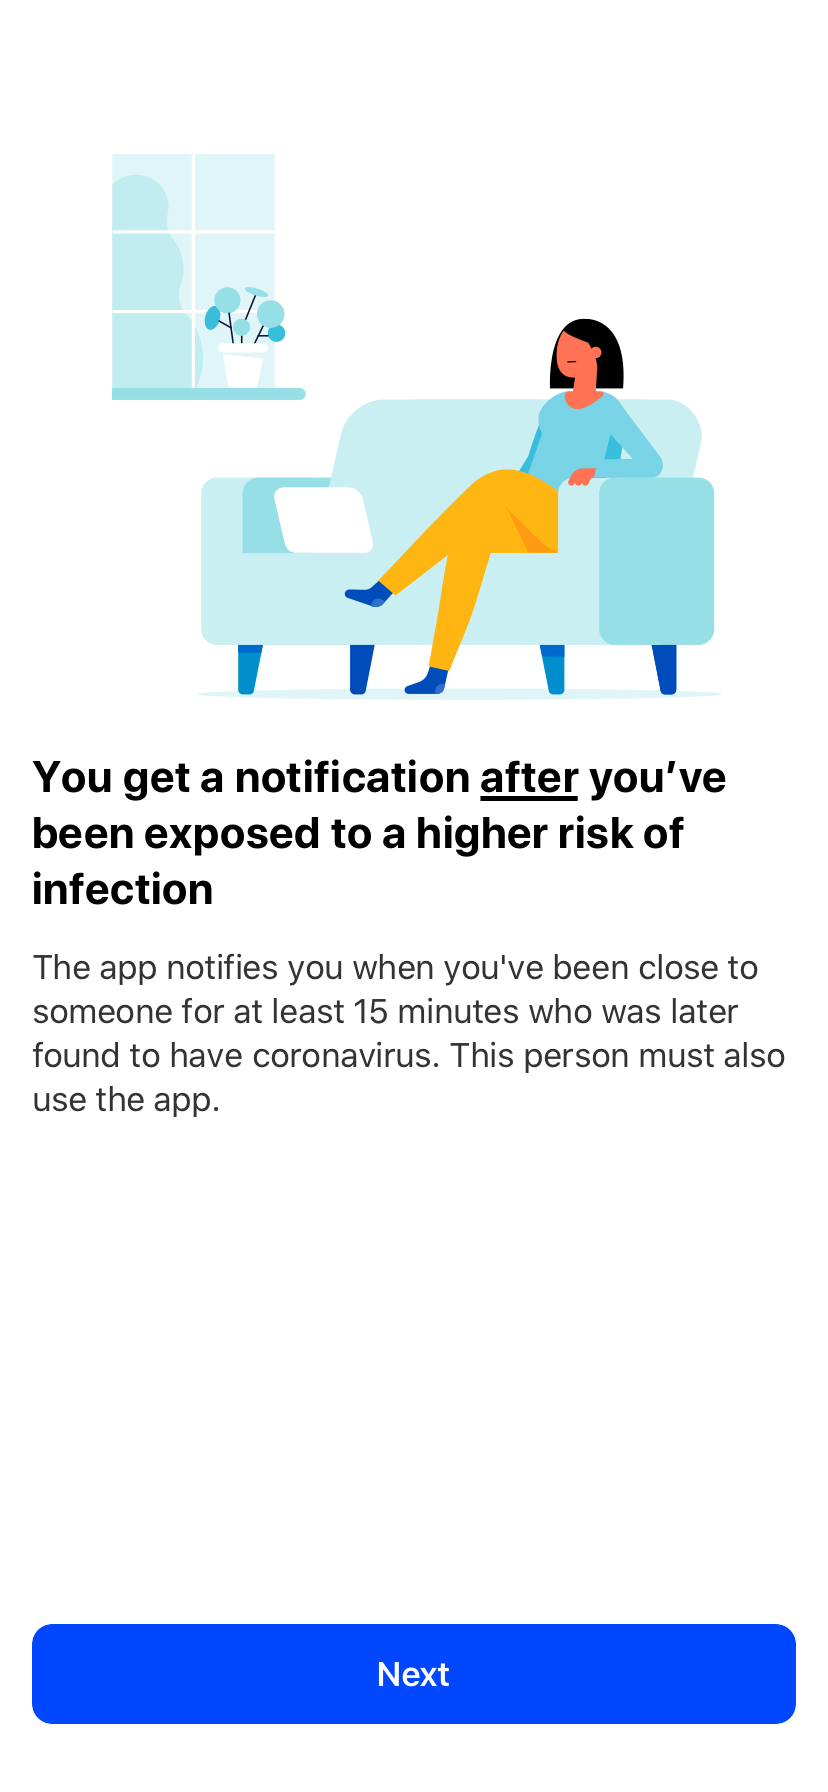 You get a notification after you’ve
been exposed to a higher risk of
infection
The app notifies you when you've been close to
someone for at least 15 minutes who was later
found to have coronavirus. This person must also
use the app.
Next